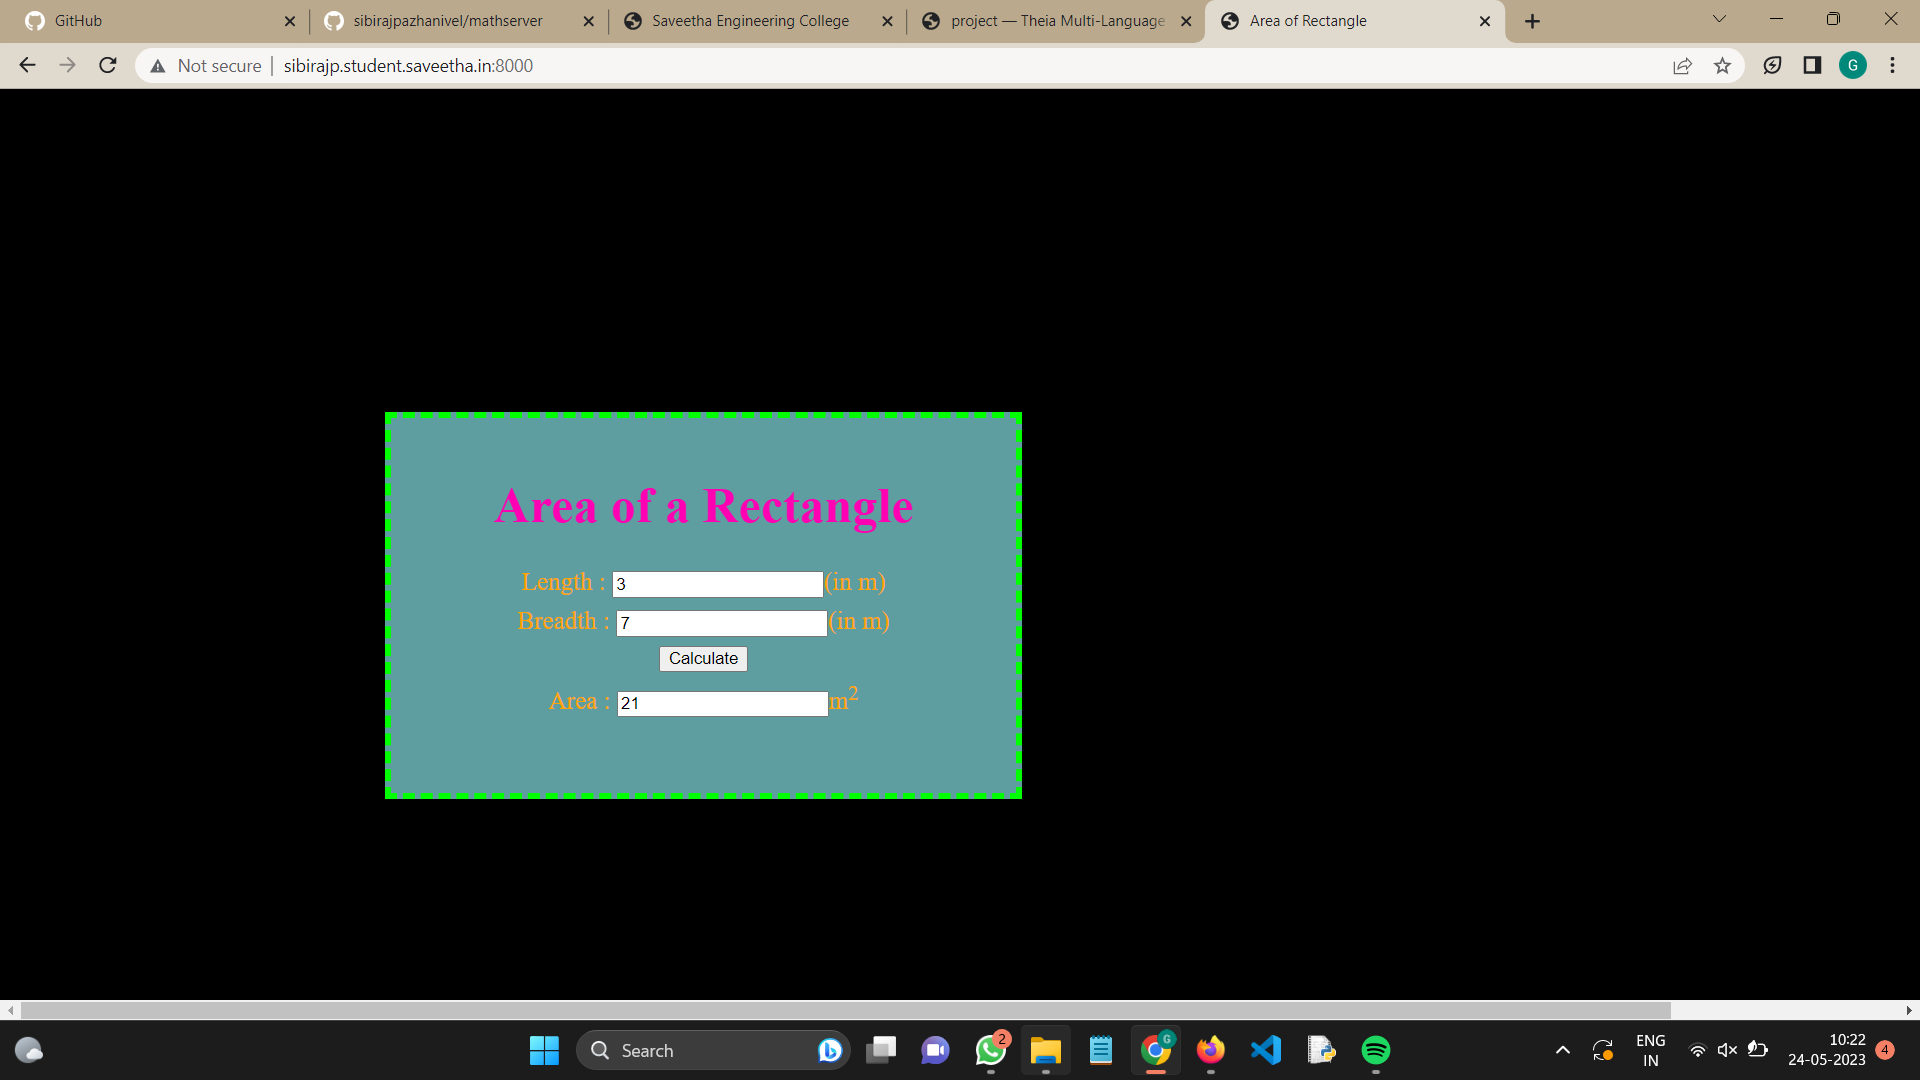 GitHub
sibirajpazhanivel/mathserver
Saveetha Engineering College
project — Theia Multi-Language
Area of Rectangle
Not secure
sibirajp.student.saveetha.in:8000
G
Area of a Rectangle
Length : 3 (in m)
Breadth : 7 (in m)
Calculate
Area : 21 m²
Search
2
G
ENG
IN
10:22
24-05-2023
4